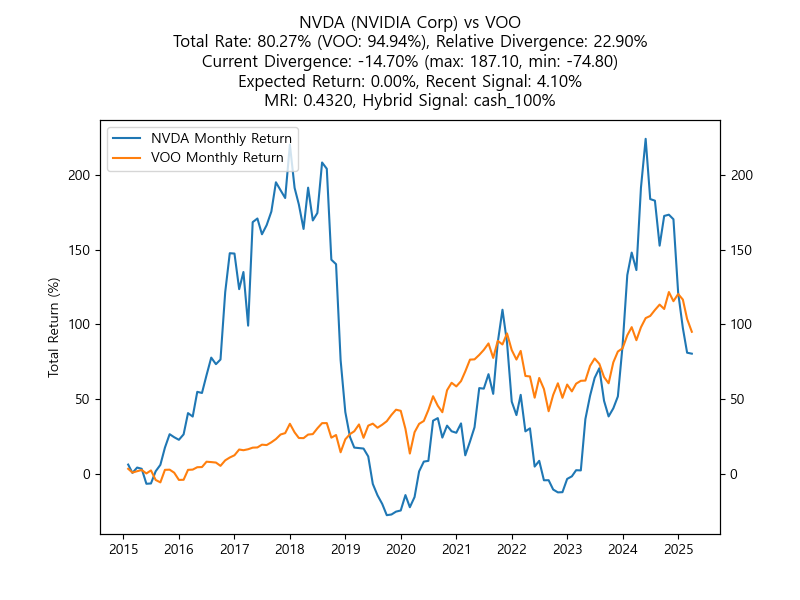 NVDA (NVIDIA Corp) vs VOO
Total Rate: 80.27% (VOO: 94.94%), Relative Divergence: 22.90%
Current Divergence: -14.70% (max: 187.10, min: -74.80)
Expected Return: 0.00%, Recent Signal: 4.10%
MRI: 0.4320, Hybrid Signal: cash_100%
NVDA Monthly Return
VOO Monthly Return
Total Return (%)
200
150
100
50
0
200
150
100
50
0
2015 2016 2017 2018 2019 2020 2021 2022 2023 2024 2025